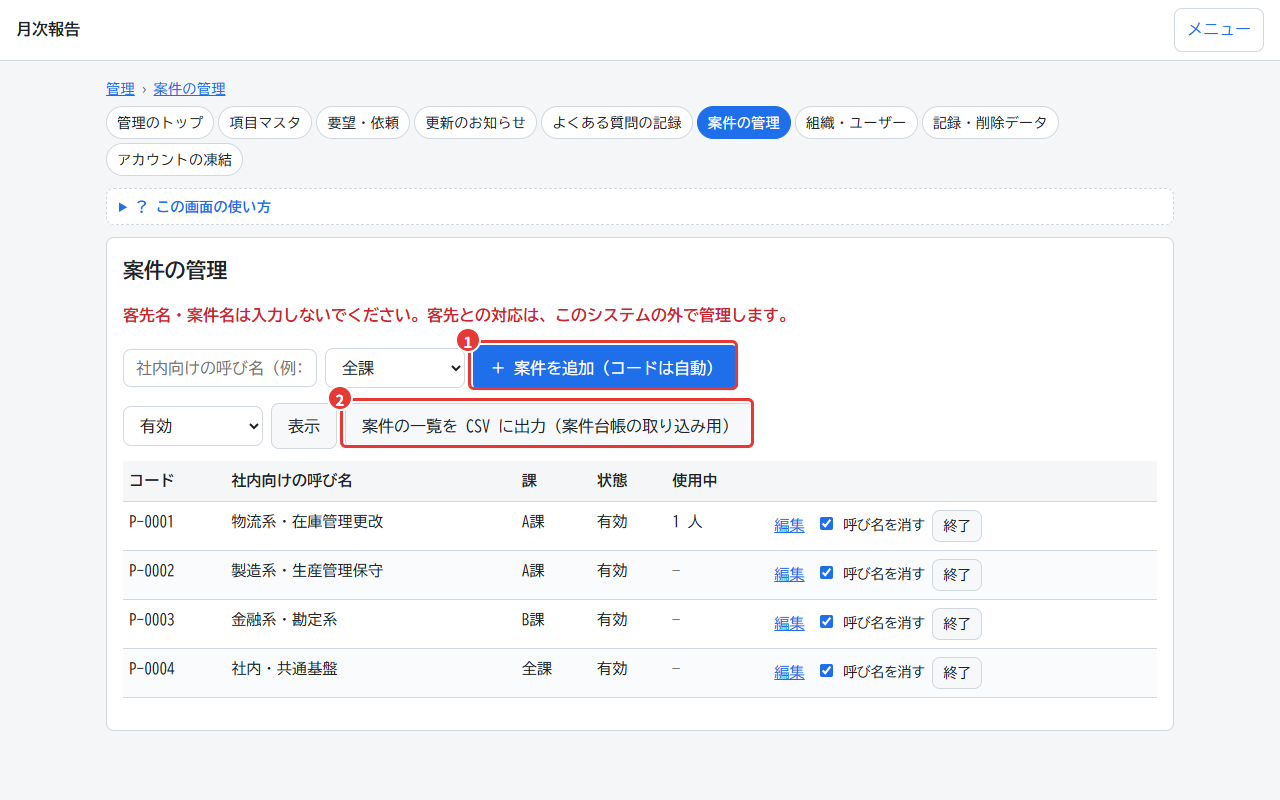 月次報告 メニュー
管理 › 案件の管理
管理のトップ 項目マスタ 要望・依頼 更新のお知らせ よくある質問の記録 案件の管理 組織・ユーザー 記録・削除データ
アカウントの凍結
▶ ? この画面の使い方
案件の管理
客先名・案件名は入力しないでください。客先との対応は、このシステムの外で管理します。
1
社内向けの呼び名（例: 全課 ＋ 案件を追加（コードは自動）
2
有効 表示 案件の一覧を CSV に出力（案件台帳の取り込み用）
コード 社内向けの呼び名 課 状態 使用中
P-0001 物流系・在庫管理更改 A課 有効 1 人 編集 呼び名を消す 終了
P-0002 製造系・生産管理保守 A課 有効 – 編集 呼び名を消す 終了
P-0003 金融系・勘定系 B課 有効 – 編集 呼び名を消す 終了
P-0004 社内・共通基盤 全課 有効 – 編集 呼び名を消す 終了